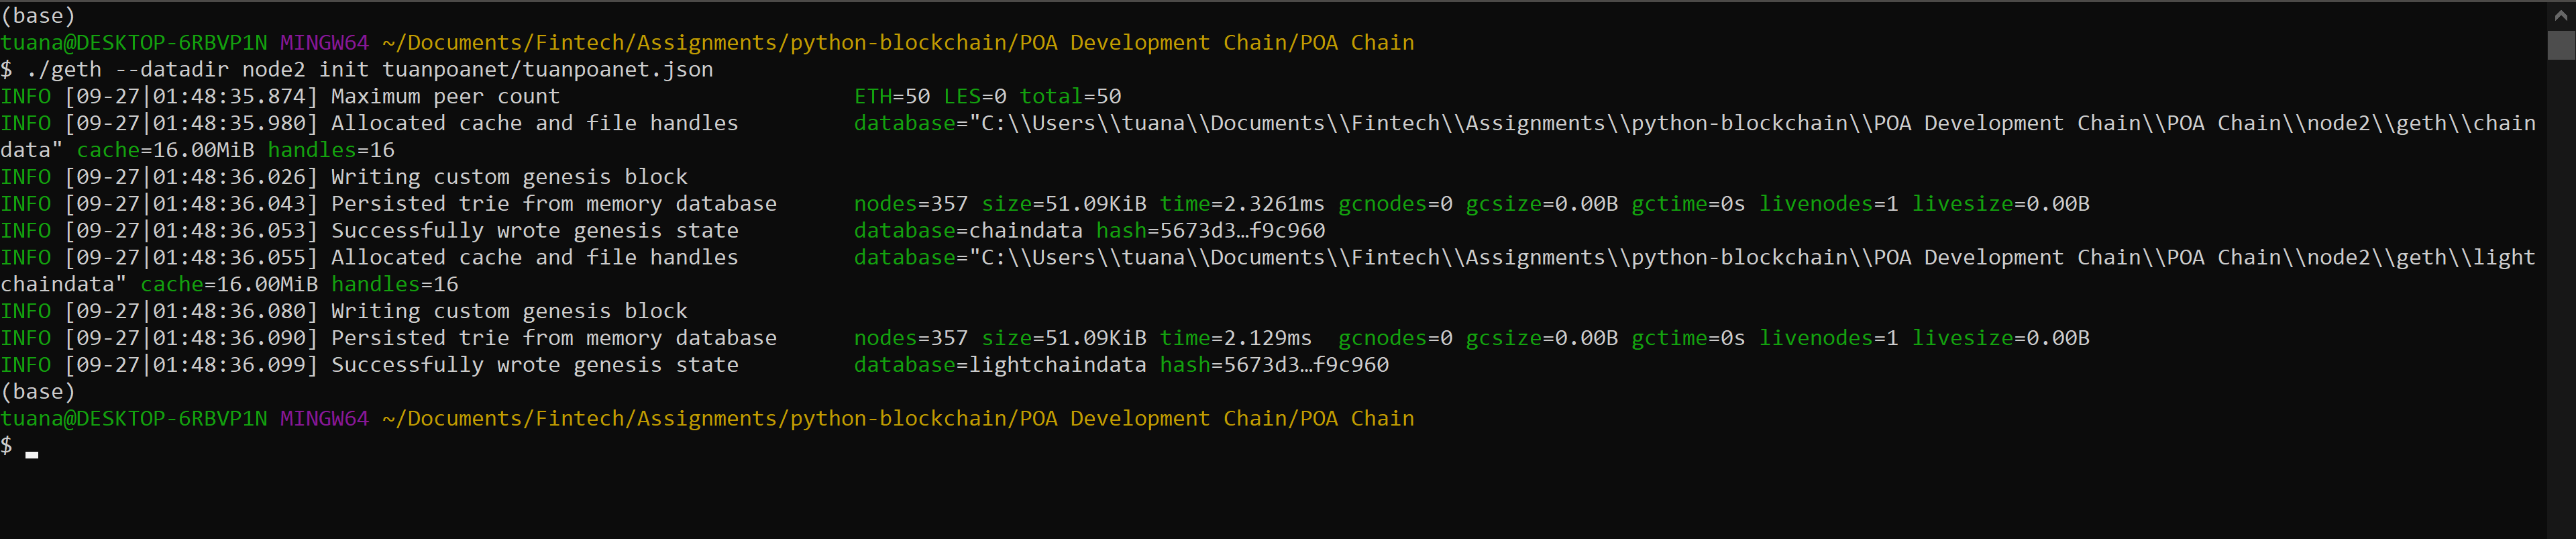 (base)
tuana@DESKTOP-6RBVP1N MINGW64 ~/Documents/Fintech/Assignments/python-blockchain/POA Development Chain/POA Chain
$ ./geth --datadir node2 init tuanpoanet/tuanpoanet.json
INFO [09-27|01:48:35.874] Maximum peer count                       ETH=50 LES=0 total=50
INFO [09-27|01:48:35.980] Allocated cache and file handles         database="C:\\Users\\tuana\\Documents\\Fintech\\Assignments\\python-blockchain\\POA Development Chain\\POA Chain\\node2\\geth\\chain
data" cache=16.00MiB handles=16
INFO [09-27|01:48:36.026] Writing custom genesis block
INFO [09-27|01:48:36.043] Persisted trie from memory database      nodes=357 size=51.09KiB time=2.3261ms gcnodes=0 gcsize=0.00B gctime=0s livenodes=1 livesize=0.00B
INFO [09-27|01:48:36.053] Successfully wrote genesis state         database=chaindata hash=5673d3…f9c960
INFO [09-27|01:48:36.055] Allocated cache and file handles         database="C:\\Users\\tuana\\Documents\\Fintech\\Assignments\\python-blockchain\\POA Development Chain\\POA Chain\\node2\\geth\\light
chaindata" cache=16.00MiB handles=16
INFO [09-27|01:48:36.080] Writing custom genesis block
INFO [09-27|01:48:36.090] Persisted trie from memory database      nodes=357 size=51.09KiB time=2.129ms  gcnodes=0 gcsize=0.00B gctime=0s livenodes=1 livesize=0.00B
INFO [09-27|01:48:36.099] Successfully wrote genesis state         database=lightchaindata hash=5673d3…f9c960
(base)
tuana@DESKTOP-6RBVP1N MINGW64 ~/Documents/Fintech/Assignments/python-blockchain/POA Development Chain/POA Chain
$